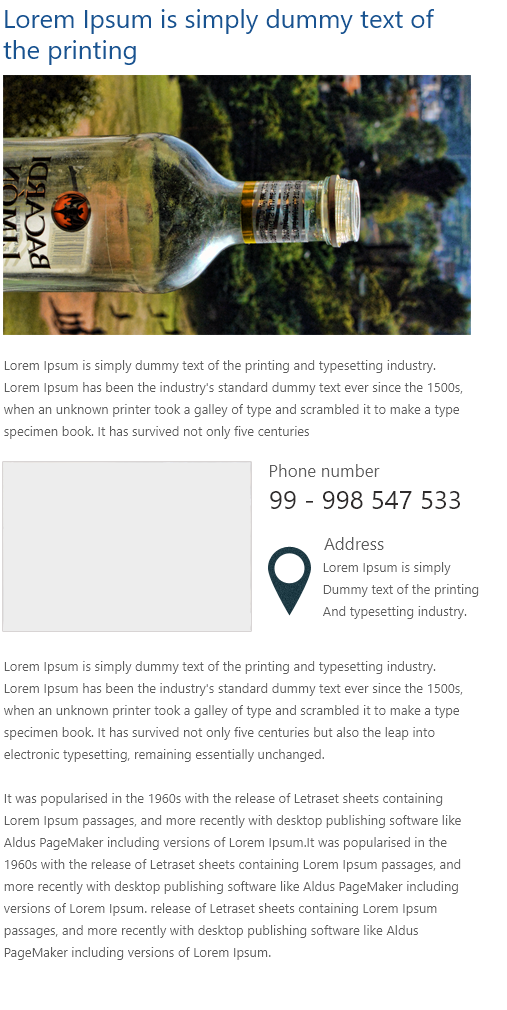 Lorem Ipsum is simply dummy text of
the printing
BACARDI
LIMON
Lorem Ipsum is simply dummy text of the printing and typesetting industry.
Lorem Ipsum has been the industry's standard dummy text ever since the 1500s,
when an unknown printer took a galley of type and scrambled it to make a type
specimen book. It has survived not only five centuries
Phone number
99 - 998 547 533
Address
Lorem Ipsum is simply
Dummy text of the printing
And typesetting industry.
Lorem Ipsum is simply dummy text of the printing and typesetting industry.
Lorem Ipsum has been the industry's standard dummy text ever since the 1500s,
when an unknown printer took a galley of type and scrambled it to make a type
specimen book. It has survived not only five centuries but also the leap into
electronic typesetting, remaining essentially unchanged.
It was popularised in the 1960s with the release of Letraset sheets containing
Lorem Ipsum passages, and more recently with desktop publishing software like
Aldus PageMaker including versions of Lorem Ipsum.It was popularised in the
1960s with the release of Letraset sheets containing Lorem Ipsum passages, and
more recently with desktop publishing software like Aldus PageMaker including
versions of Lorem Ipsum. release of Letraset sheets containing Lorem Ipsum
passages, and more recently with desktop publishing software like Aldus
PageMaker including versions of Lorem Ipsum.